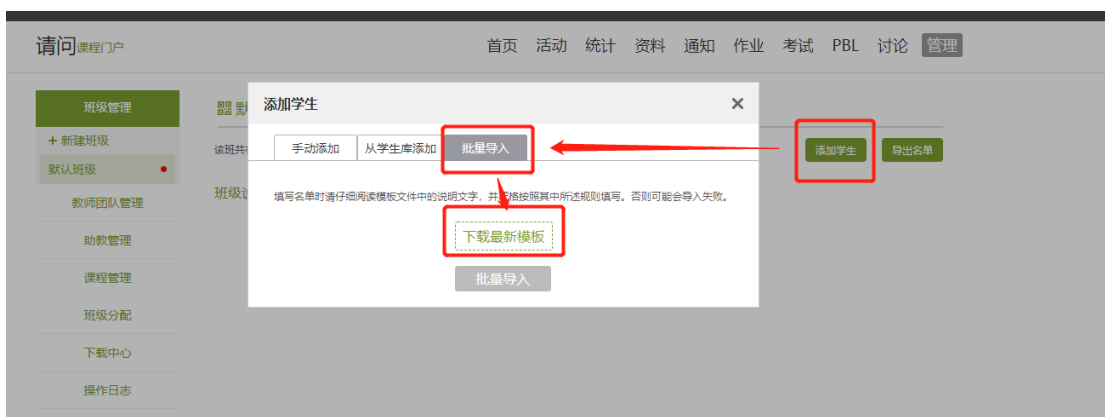 请问课程门户 首页 活动 统计 资料 通知 作业 考试 PBL 讨论 管理
班级管理
+ 新建班级
默认班级
教师团队管理
助教管理
课程管理
班级分配
下载中心
操作日志
默
该班共
添加学生 导出名单
班级
添加学生 ×
手动添加 从学生库添加 批量导入
填写名单时请仔细阅读模板文件中的说明文字，并严格按照其中所述规则填写。否则可能会导入失败。
下载最新模板
批量导入